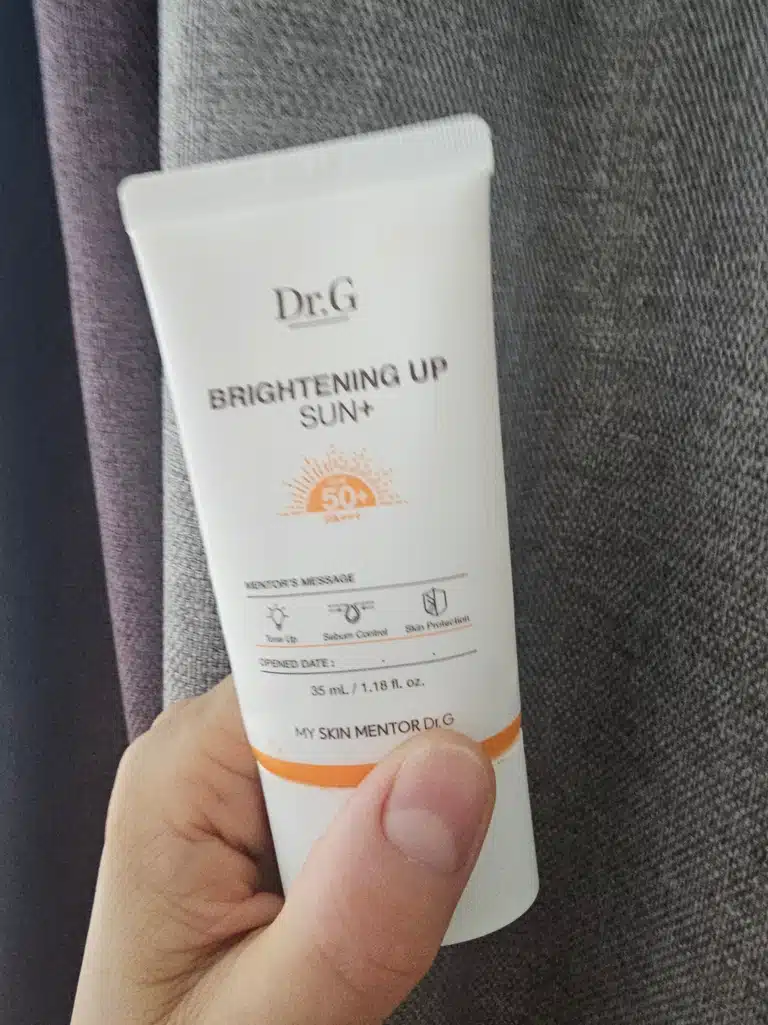 Dr.G
BRIGHTENING UP
SUN+
50+
PA+++
MENTOR'S MESSAGE
Tone Up Sebum Control Skin Protection
OPENED DATE : . .
35 mL / 1.18 fl. oz.
MY SKIN MENTOR Dr.G